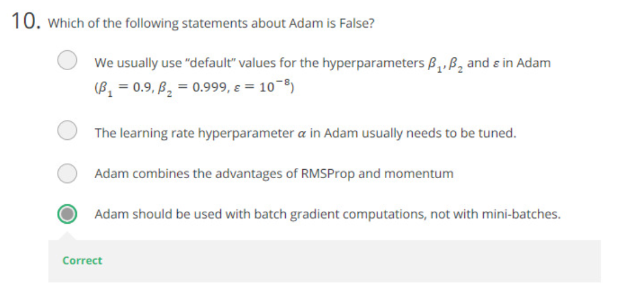 10. Which of the following statements about Adam is False?
We usually use "default" values for the hyperparameters β₁, β₂ and ε in Adam
(β₁ = 0.9, β₂ = 0.999, ε = 10⁻⁸)
The learning rate hyperparameter α in Adam usually needs to be tuned.
Adam combines the advantages of RMSProp and momentum
Adam should be used with batch gradient computations, not with mini-batches.
Correct